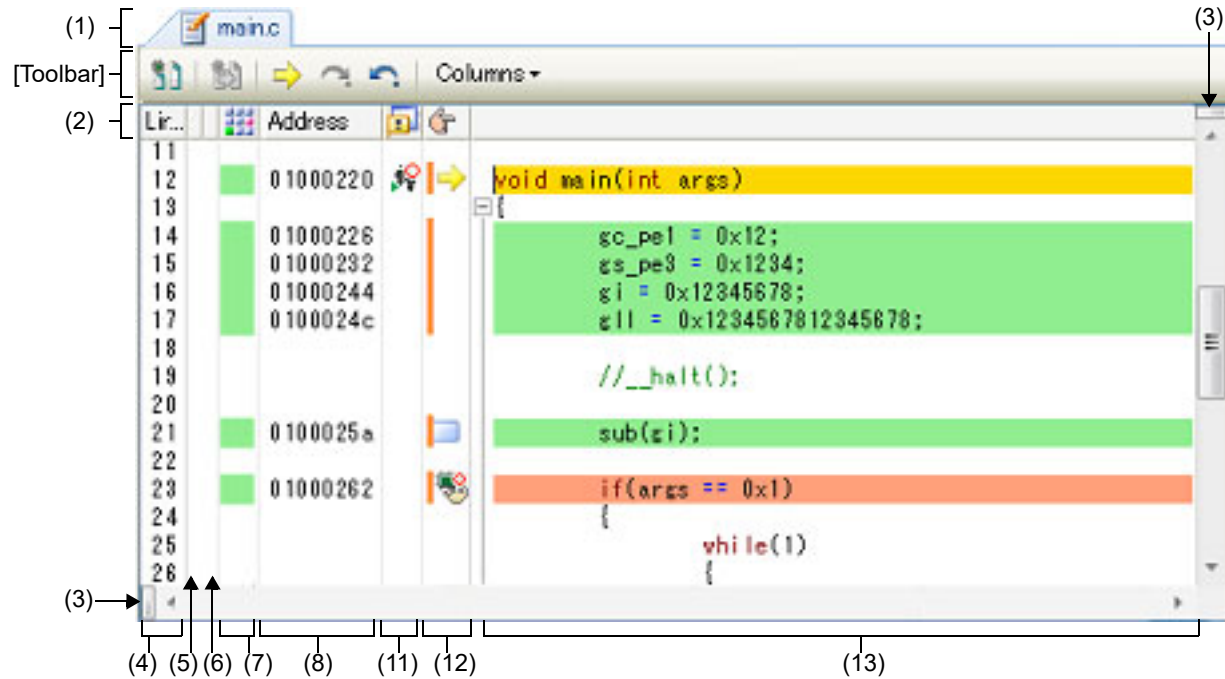 (1) main.c (3)
[Toolbar] Columns
(2) Lir... Address
11
12 01000220 void main(int args)
13 {
14 01000226 gc_pe1 = 0x12;
15 01000232 gs_pe3 = 0x1234;
16 01000244 gi = 0x12345678;
17 0100024c gll = 0x1234567812345678;
18
19 //__halt();
20
21 0100025a sub(gi);
22
23 01000262 if(args == 0x1)
24 {
25 while(1)
26 {
(3)
(4) (5) (6) (7) (8) (11) (12) (13)